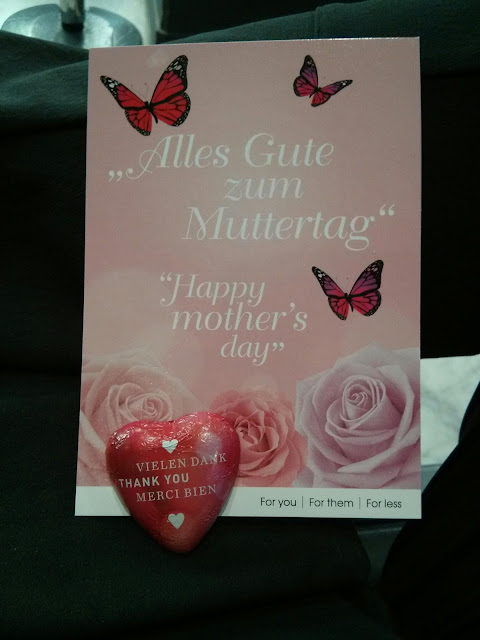 „Alles Gute
zum
Muttertag“
“Happy
mother's
day”
VIELEN DANK
THANK YOU
MERCI BIEN
For you | For them | For less